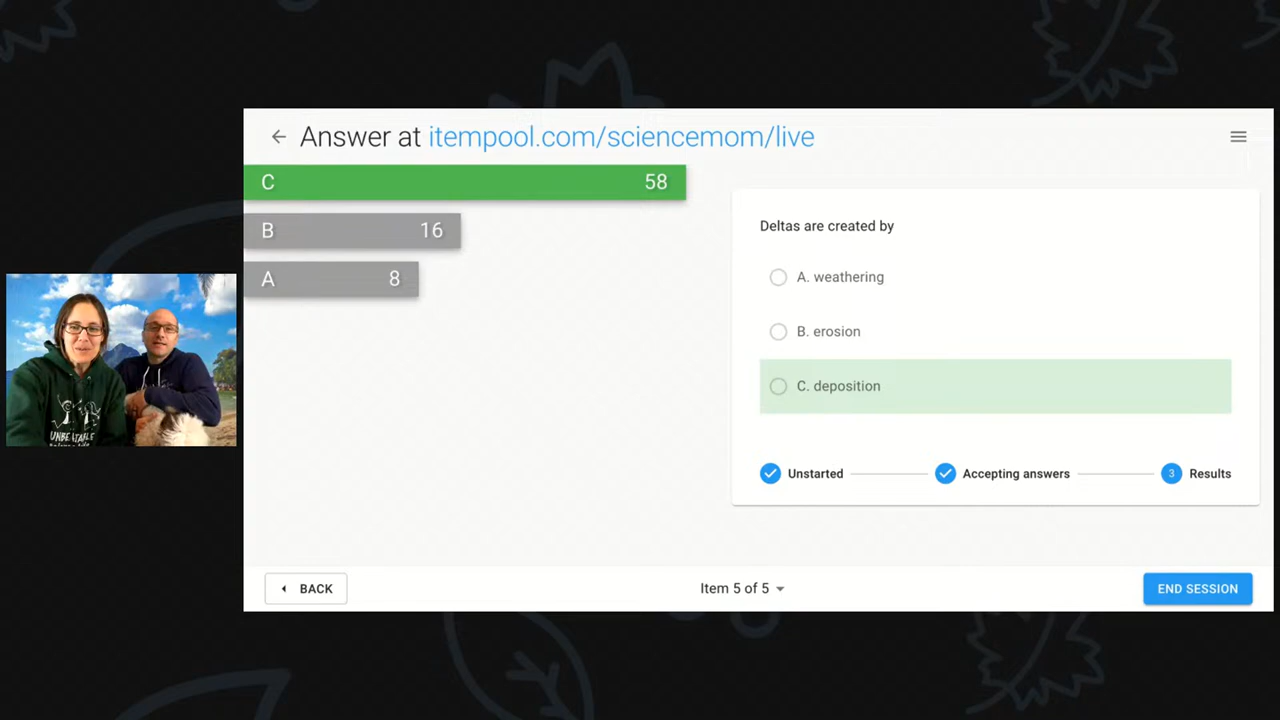 Answer at itempool.com/sciencemom/live
C 58
B 16
A 8
Deltas are created by
A. weathering
B. erosion
C. deposition
Unstarted
Accepting answers
3 Results
BACK
Item 5 of 5
END SESSION